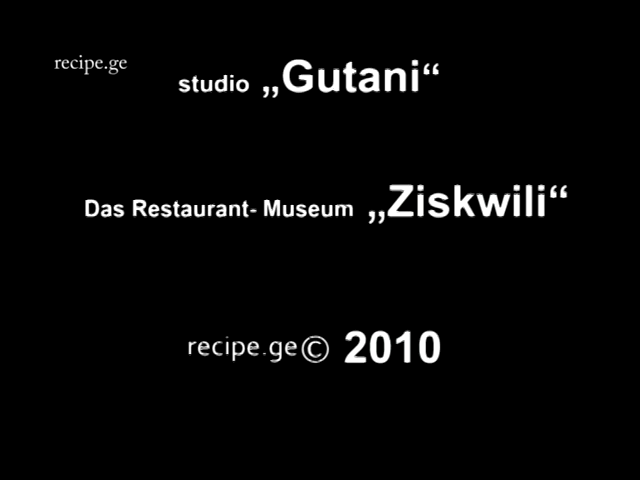 recipe.ge
studio „Gutani“
Das Restaurant- Museum „Ziskwili“
recipe.ge© 2010